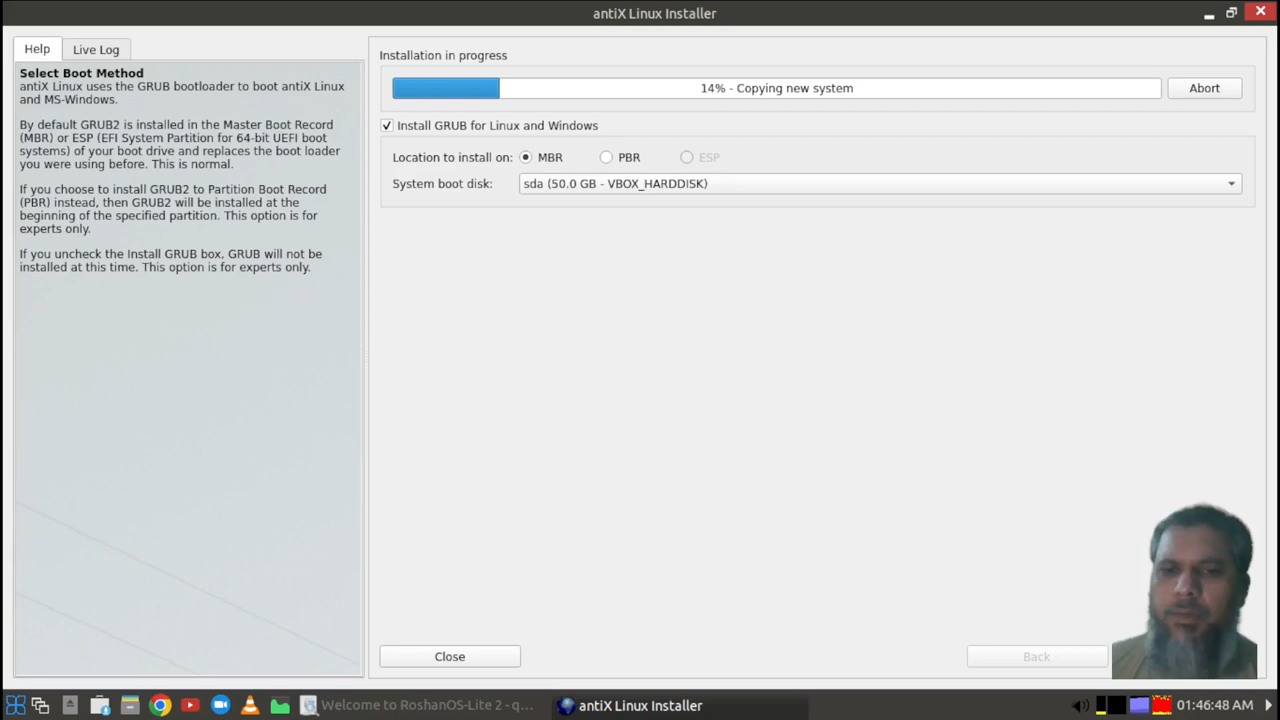 antiX Linux Installer
Help
Live Log
Select Boot Method
antiX Linux uses the GRUB bootloader to boot antiX Linux
and MS-Windows.
By default GRUB2 is installed in the Master Boot Record
(MBR) or ESP (EFI System Partition for 64-bit UEFI boot
systems) of your boot drive and replaces the boot loader
you were using before. This is normal.
If you choose to install GRUB2 to Partition Boot Record
(PBR) instead, then GRUB2 will be installed at the
beginning of the specified partition. This option is for
experts only.
If you uncheck the Install GRUB box, GRUB will not be
installed at this time. This option is for experts only.
Installation in progress
14% - Copying new system
Abort
Install GRUB for Linux and Windows
Location to install on:
MBR
PBR
ESP
System boot disk:
sda (50.0 GB - VBOX_HARDDISK)
Close
Back
Welcome to RoshanOS-Lite 2 - q...
antiX Linux Installer
01:46:48 AM